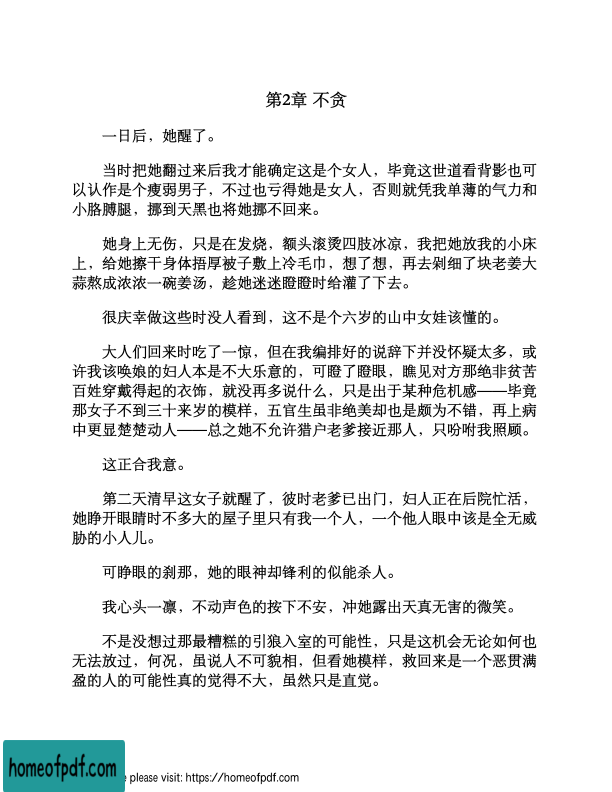 第2章 不贪
一日后，她醒了。
当时把她翻过来后我才能确定这是个女人，毕竟这世道看背影也可
以认作是个瘦弱男子，不过也亏得她是女人，否则就凭我单薄的气力和
小胳膊腿，挪到天黑也将她挪不回来。
她身上无伤，只是在发烧，额头滚烫四肢冰凉，我把她放我的小床
上，给她擦干身体捂厚被子敷上冷毛巾，想了想，再去剁细了块老姜大
蒜熬成浓浓一碗姜汤，趁她迷迷瞪瞪时给灌了下去。
很庆幸做这些时没人看到，这不是个六岁的山中女娃该懂的。
大人们回来时吃了一惊，但在我编排好的说辞下并没怀疑太多，或
许我该唤娘的妇人本是不大乐意的，可瞪了瞪眼，瞧见对方那绝非贫苦
百姓穿戴得起的衣饰，就没再多说什么，只是出于某种危机感——毕竟
那女子不到三十来岁的模样，五官生虽非绝美却也是颇为不错，再上病
中更显楚楚动人——总之她不允许猎户老爹接近那人，只吩咐我照顾。
这正合我意。
第二天清早这女子就醒了，彼时老爹已出门，妇人正在后院忙活，
她睁开眼睛时不多大的屋子里只有我一个人，一个他人眼中该是全无威
胁的小人儿。
可睁眼的刹那，她的眼神却锋利的似能杀人。
我心头一凛，不动声色的按下不安，冲她露出天真无害的微笑。
不是没想过那最糟糕的引狼入室的可能性，只是这机会无论如何也
无法放过，何况，虽说人不可貌相，但看她模样，救回来是一个恶贯满
盈的人的可能性真的觉得不大，虽然只是直觉。
homeofpdf.com
e please visit: https://homeofpdf.com